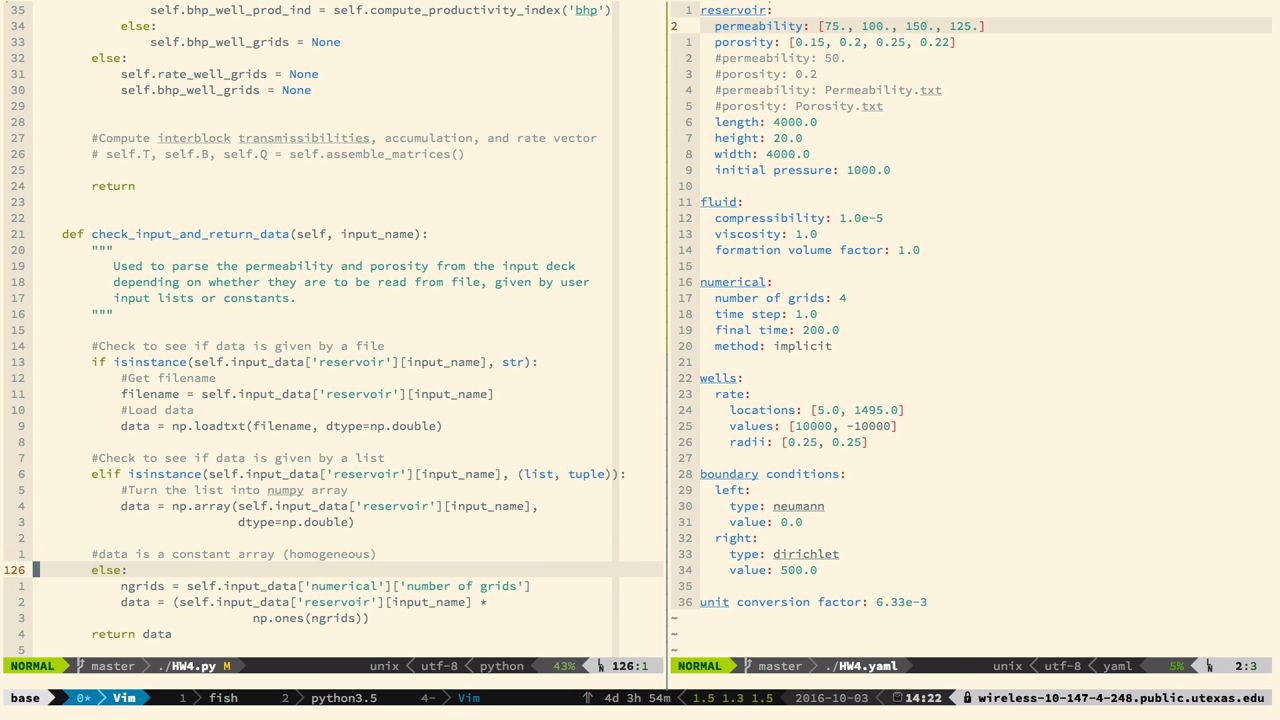 35 self.bhp_well_prod_ind = self.compute_productivity_index('bhp')
34 else:
33 self.bhp_well_grids = None
32 else:
31 self.rate_well_grids = None
30 self.bhp_well_grids = None
29
28
27 #Compute interblock transmissibilities, accumulation, and rate vector
26 # self.T, self.B, self.Q = self.assemble_matrices()
25
24 return
23
22
21 def check_input_and_return_data(self, input_name):
20 """
19 Used to parse the permeability and porosity from the input deck
18 depending on whether they are to be read from file, given by user
17 input lists or constants.
16 """
15
14 #Check to see if data is given by a file
13 if isinstance(self.input_data['reservoir'][input_name], str):
12 #Get filename
11 filename = self.input_data['reservoir'][input_name]
10 #Load data
9 data = np.loadtxt(filename, dtype=np.double)
8
7 #Check to see if data is given by a list
6 elif isinstance(self.input_data['reservoir'][input_name], (list, tuple)):
5 #Turn the list into numpy array
4 data = np.array(self.input_data['reservoir'][input_name],
3 dtype=np.double)
2
1 #data is a constant array (homogeneous)
126 else:
1 ngrids = self.input_data['numerical']['number of grids']
2 data = (self.input_data['reservoir'][input_name] *
3 np.ones(ngrids))
4 return data
5
NORMAL master ./HW4.py M unix utf-8 python 43% 126:1
1 reservoir:
2 permeability: [75., 100., 150., 125.]
1 porosity: [0.15, 0.2, 0.25, 0.22]
2 #permeability: 50.
3 #porosity: 0.2
4 #permeability: Permeability.txt
5 #porosity: Porosity.txt
6 length: 4000.0
7 height: 20.0
8 width: 4000.0
9 initial pressure: 1000.0
10
11 fluid:
12 compressibility: 1.0e-5
13 viscosity: 1.0
14 formation volume factor: 1.0
15
16 numerical:
17 number of grids: 4
18 time step: 1.0
19 final time: 200.0
20 method: implicit
21
22 wells:
23 rate:
24 locations: [5.0, 1495.0]
25 values: [10000, -10000]
26 radii: [0.25, 0.25]
27
28 boundary conditions:
29 left:
30 type: neumann
31 value: 0.0
32 right:
33 type: dirichlet
34 value: 500.0
35
36 unit conversion factor: 6.33e-3
~
~
~
NORMAL master ./HW4.yaml unix utf-8 yaml 5% 2:3
base 0* Vim 1 fish 2 python3.5 4- Vim 4d 3h 54m 1.5 1.3 1.5 2016-10-03 14:22 wireless-10-147-4-248.public.utexas.edu